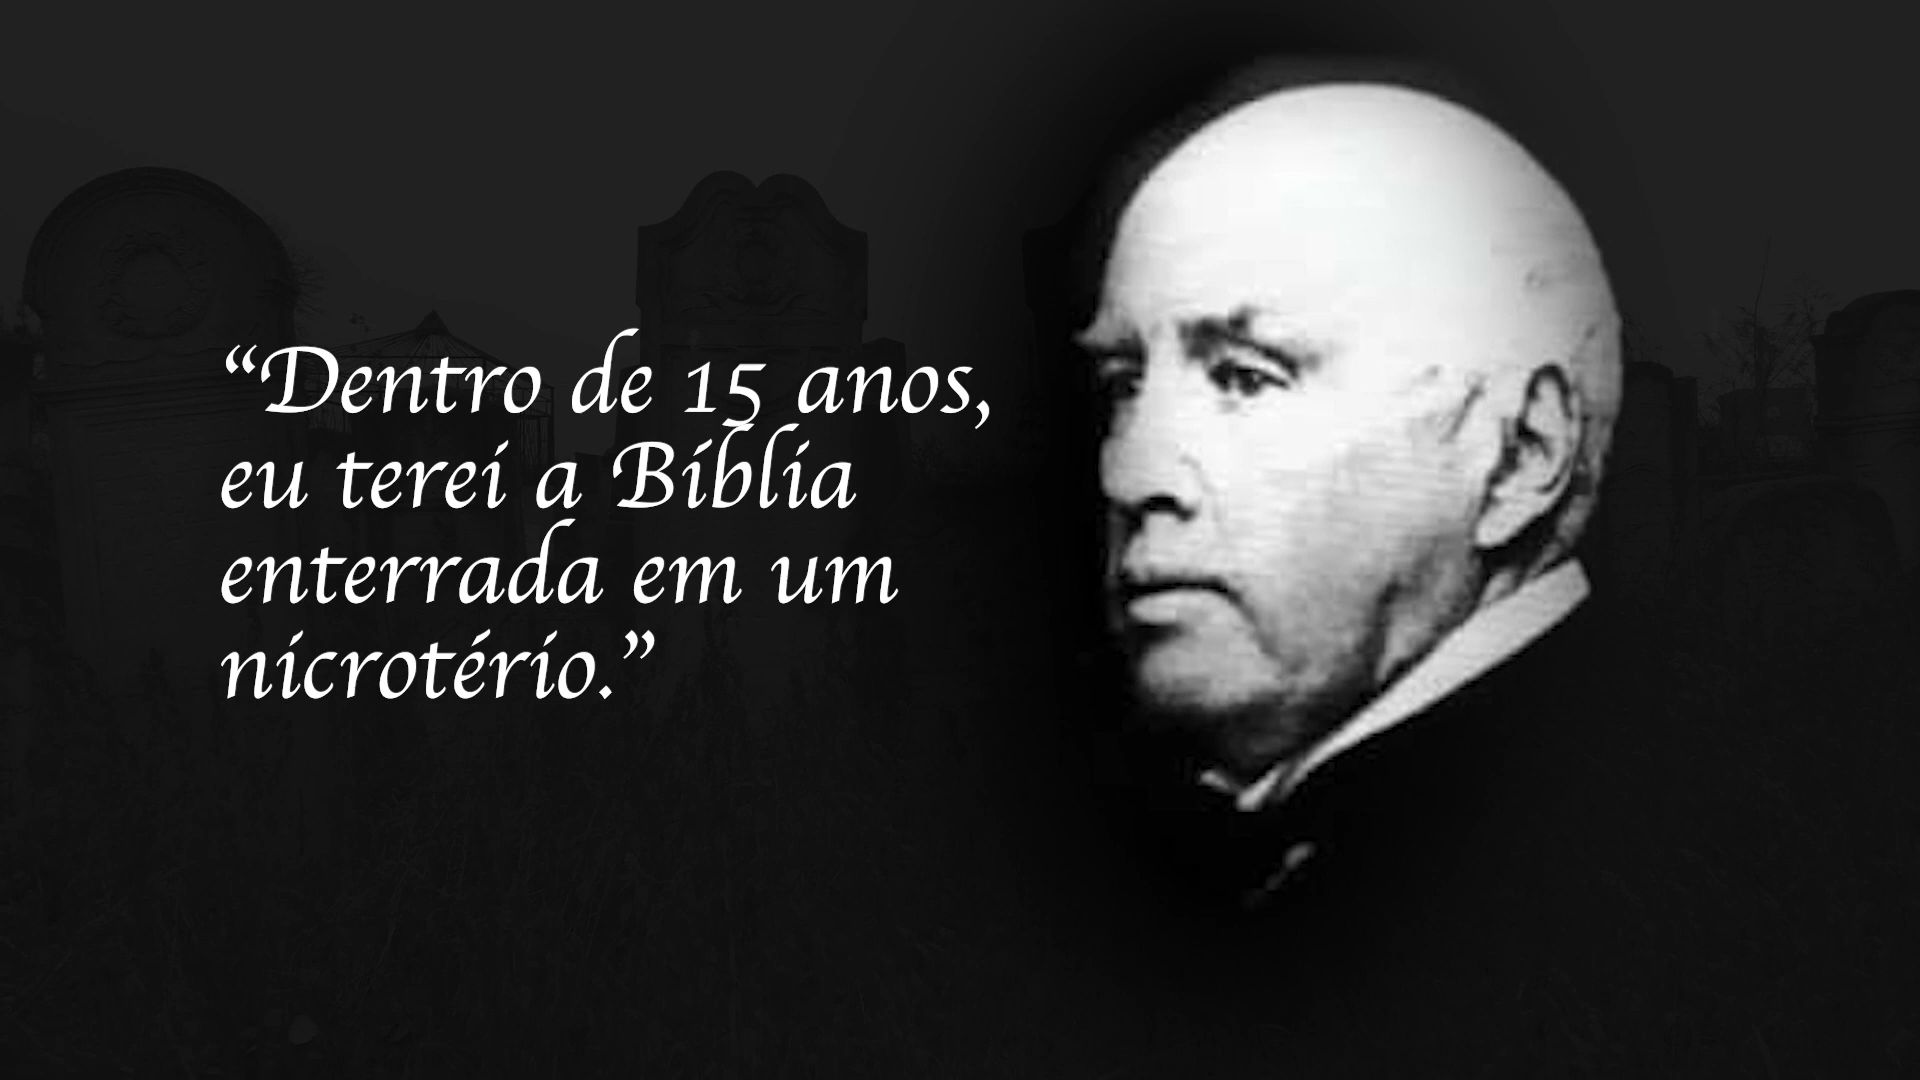 “Dentro de 15 anos,
eu terei a Bíblia
enterrada em um
nicrotério.”